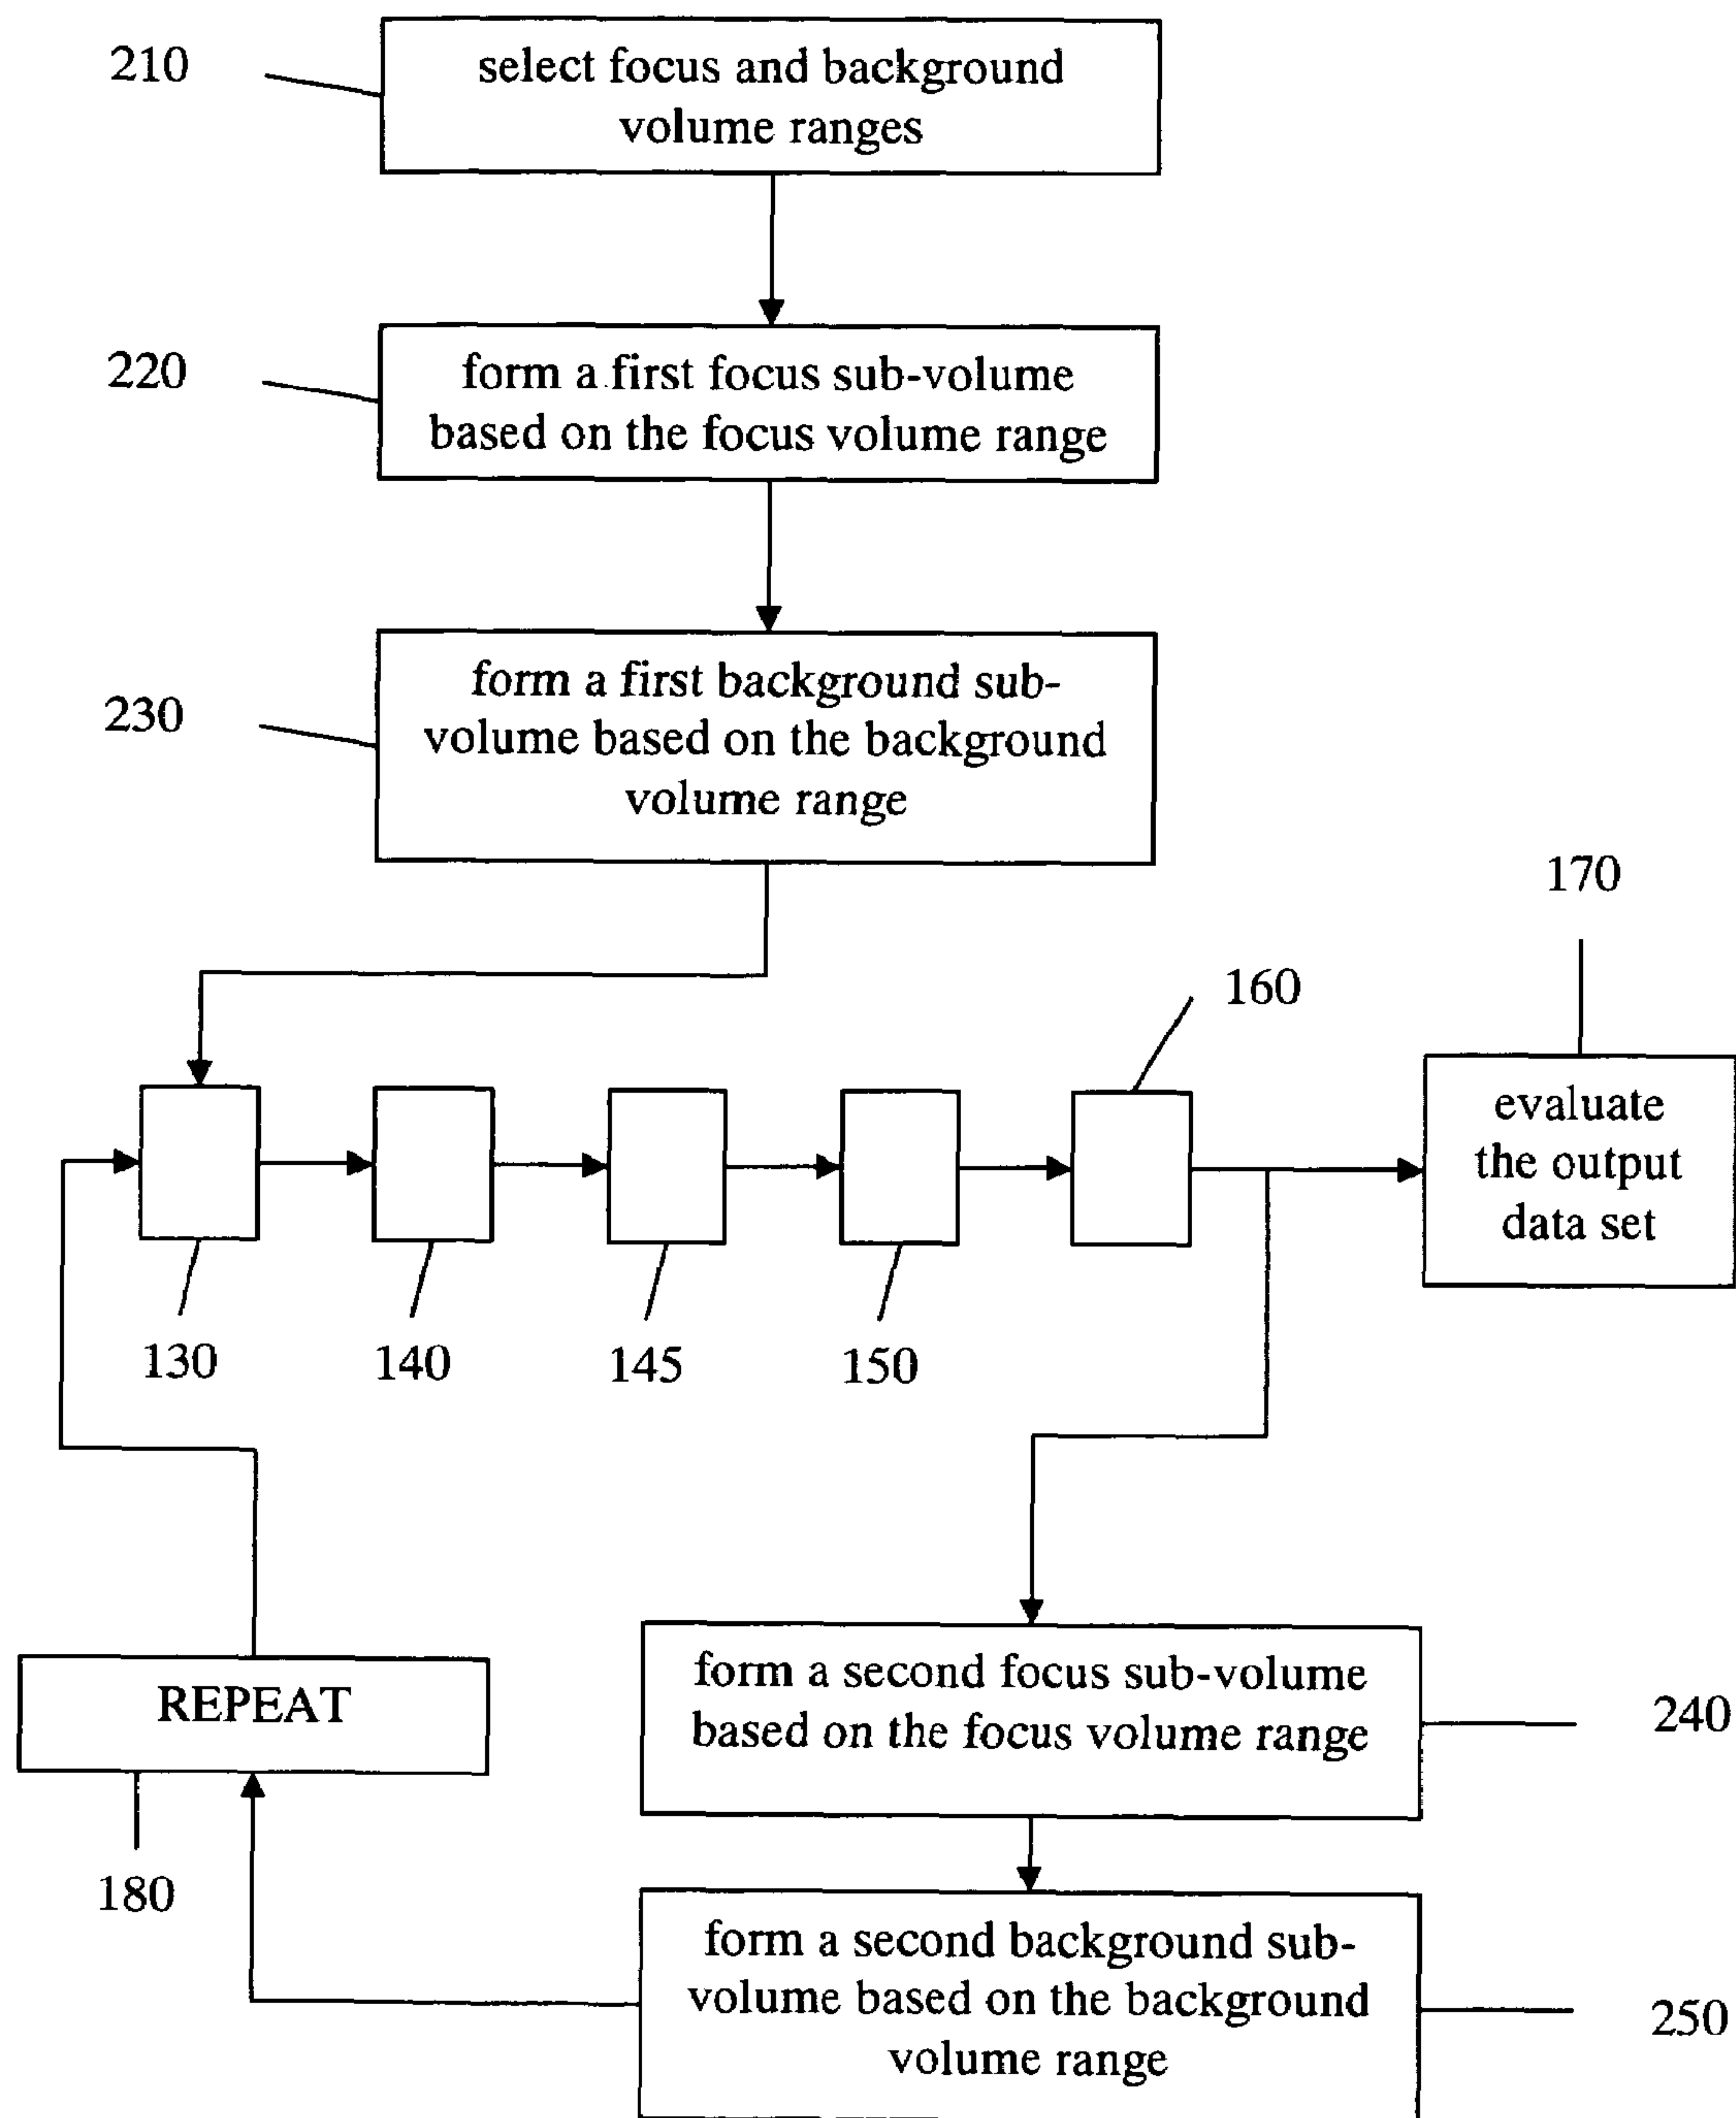 210
select focus and background
volume ranges
220
form a first focus sub-volume
based on the focus volume range
230
form a first background sub-
volume based on the background
volume range
170
160
evaluate
the output
data set
130
140
145
150
form a second focus sub-volume
based on the focus volume range
240
REPEAT
180
form a second background sub-
volume based on the background
volume range
250